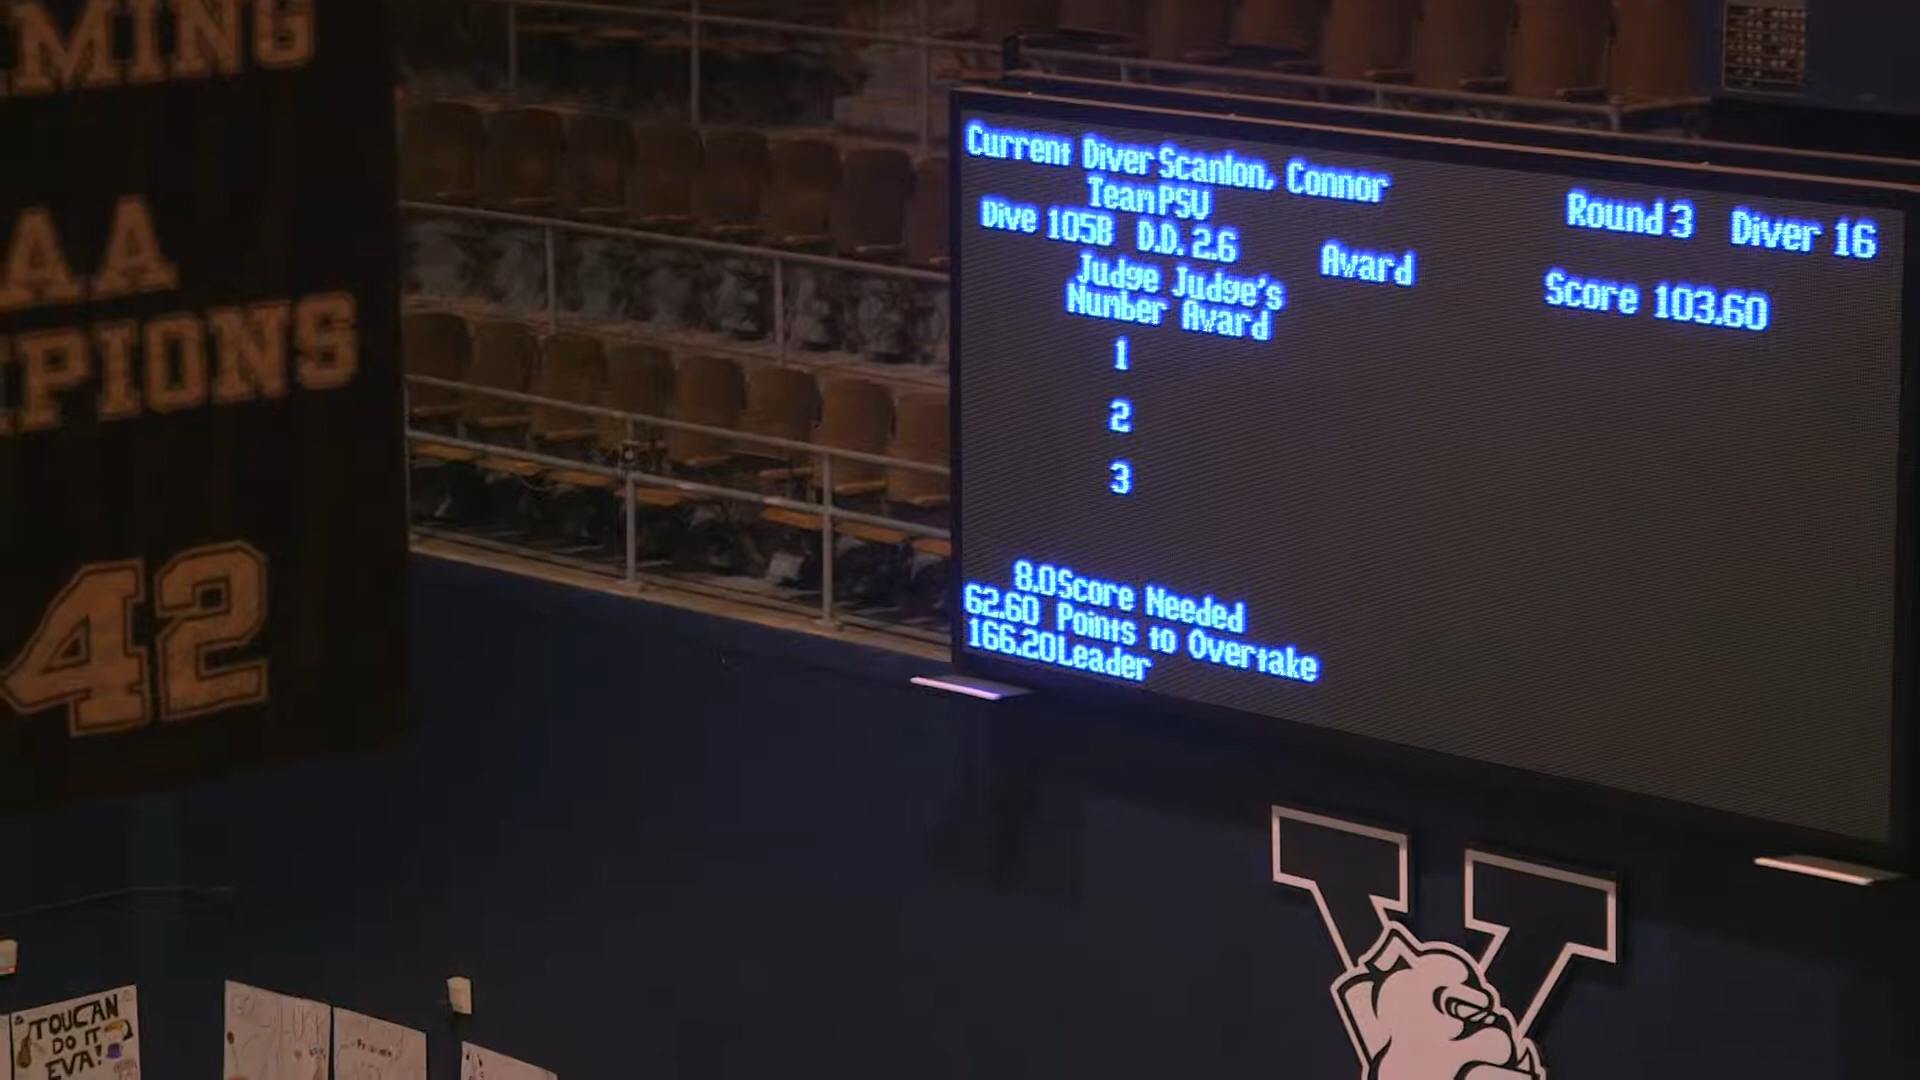 MING
AA
PIONS
42
Current Diver Scanlon, Connor
Team PSU
Round 3 Diver 16
Dive 105B D.D. 2.6
Award
Score 103.60
Judge Judge's
Number Award
1
2
3
8.0 Score Needed
62.60 Points to Overtake
166.20 Leader
Y
TOUCAN
DO IT
EVA!